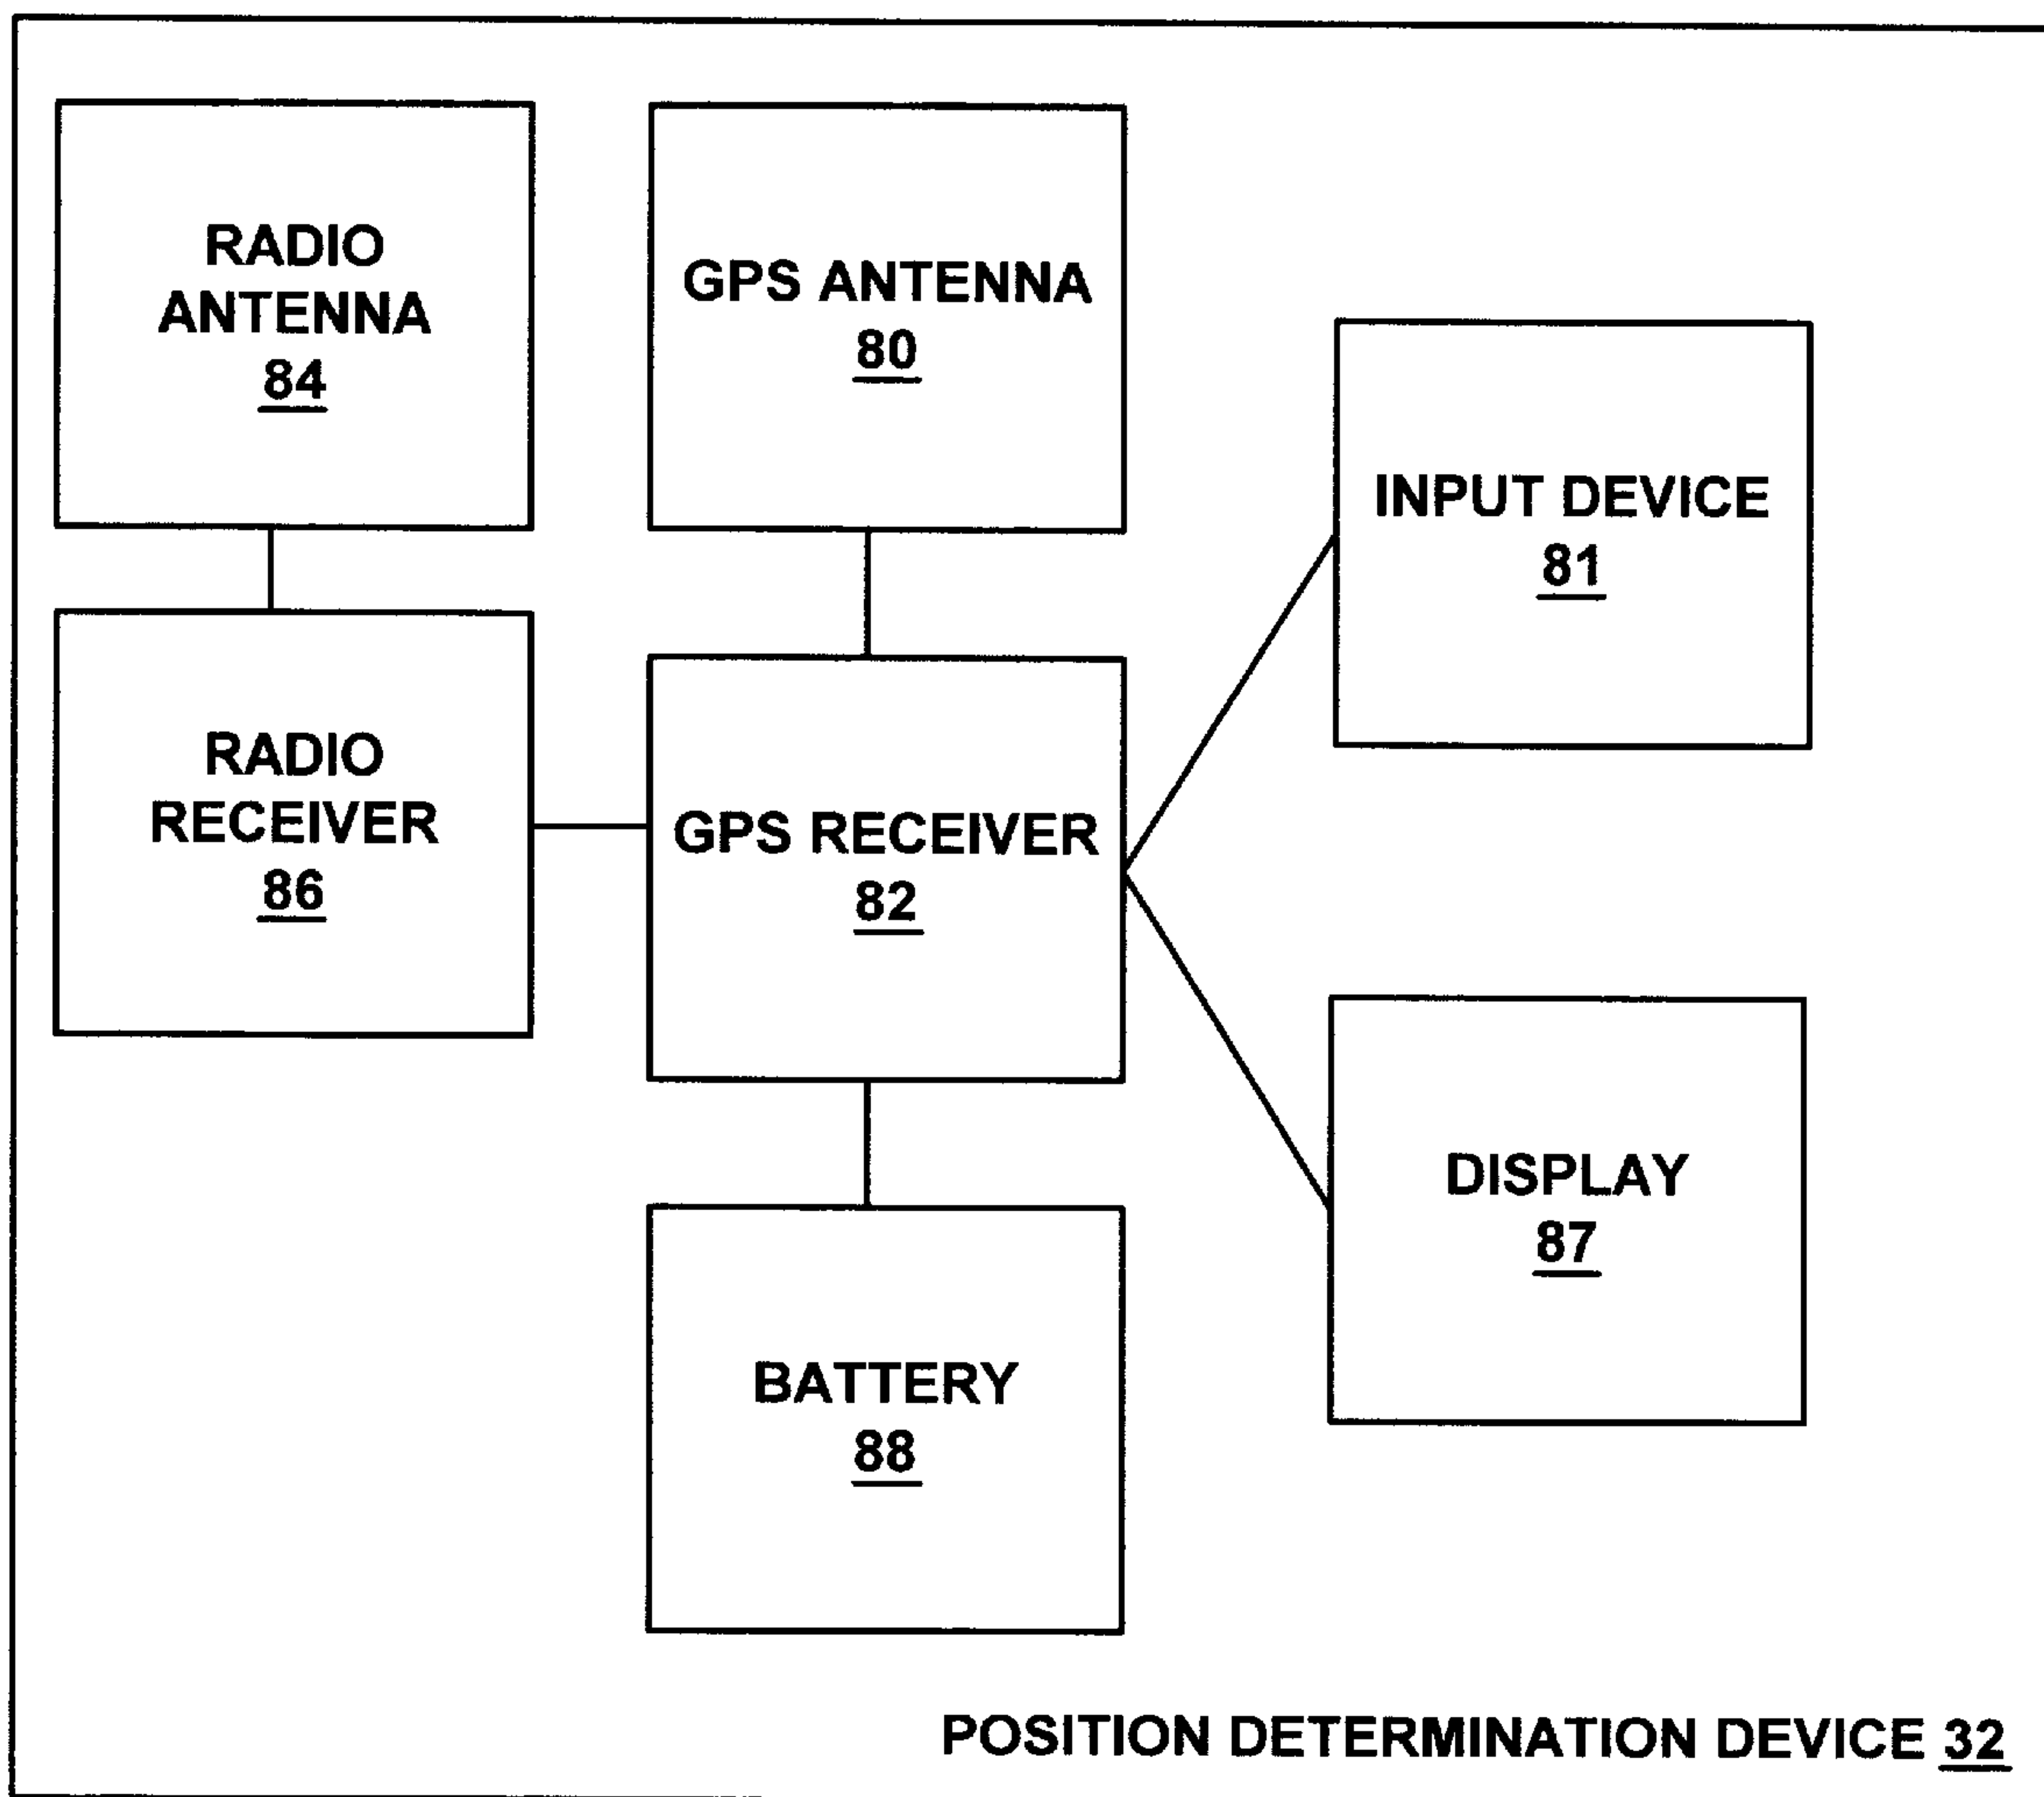 RADIO
ANTENNA
84
GPS ANTENNA
80
INPUT DEVICE
81
RADIO
RECEIVER
86
GPS RECEIVER
82
DISPLAY
87
BATTERY
88
POSITION DETERMINATION DEVICE 32